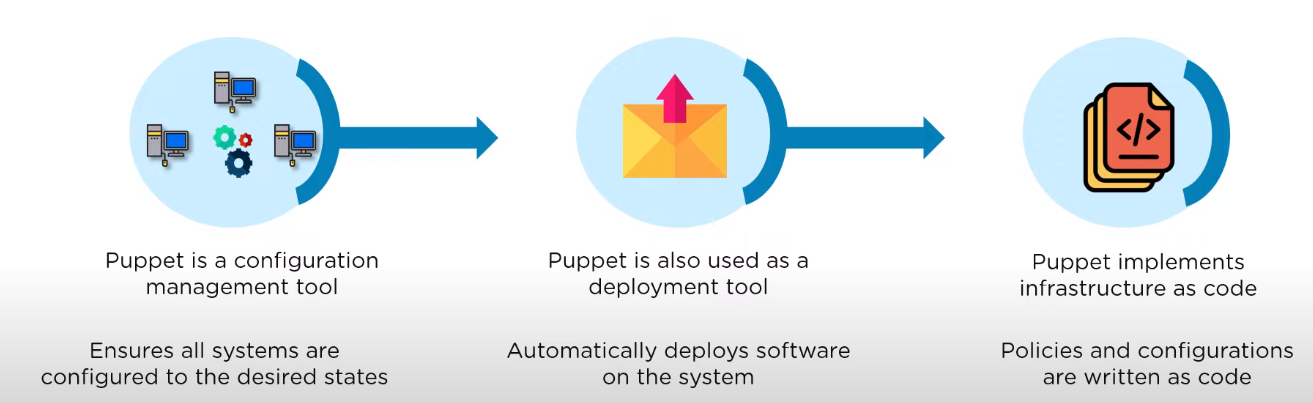 Puppet is a configuration
management tool
Ensures all systems are
configured to the desired states
Puppet is also used as a
deployment tool
Automatically deploys software
on the system
</>
Puppet implements
infrastructure as code
Policies and configurations
are written as code